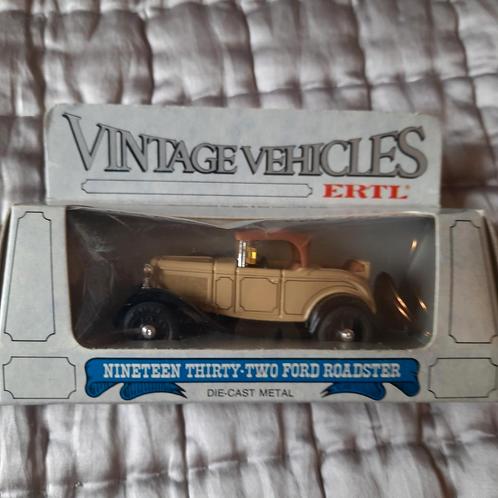 VINTAGE VEHICLES
ERTL®
NINETEEN THIRTY-TWO FORD ROADSTER
DIE-CAST METAL